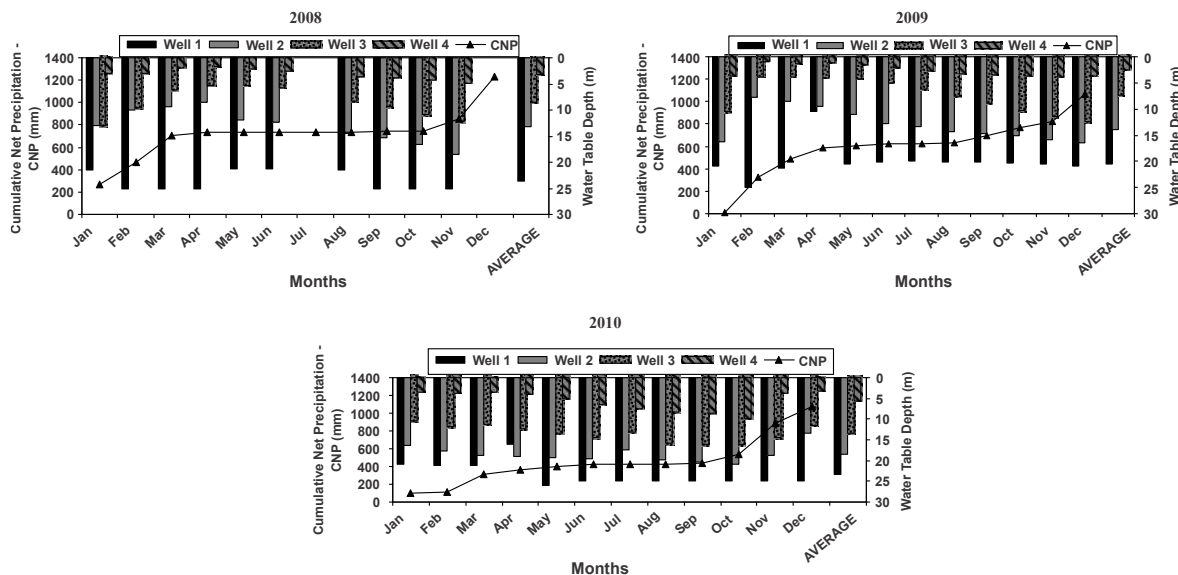 2008
Well 1 Well 2 Well 3 Well 4 CNP
Cumulative Net Precipitation -
CNP (mm)
1400
1200
1000
800
600
400
200
0
0
5
10
15
20
25
30
Water Table Depth (m)
Jan Feb Mar Apr May Jun Jul Aug Sep Oct Nov Dec AVERAGE
Months
2009
Well 1 Well 2 Well 3 Well 4 CNP
Cumulative Net Precipitation -
CNP (mm)
1400
1200
1000
800
600
400
200
0
0
5
10
15
20
25
30
Water Table Depth (m)
Jan Feb Mar Apr May Jun Jul Aug Sep Oct Nov Dec AVERAGE
Months
2010
Well 1 Well 2 Well 3 Well 4 CNP
Cumulative Net Precipitation -
CNP (mm)
1400
1200
1000
800
600
400
200
0
0
5
10
15
20
25
30
Water Table Depth (m)
Jan Feb Mar Apr May Jun Jul Aug Sep Oct Nov Dec AVERAGE
Months